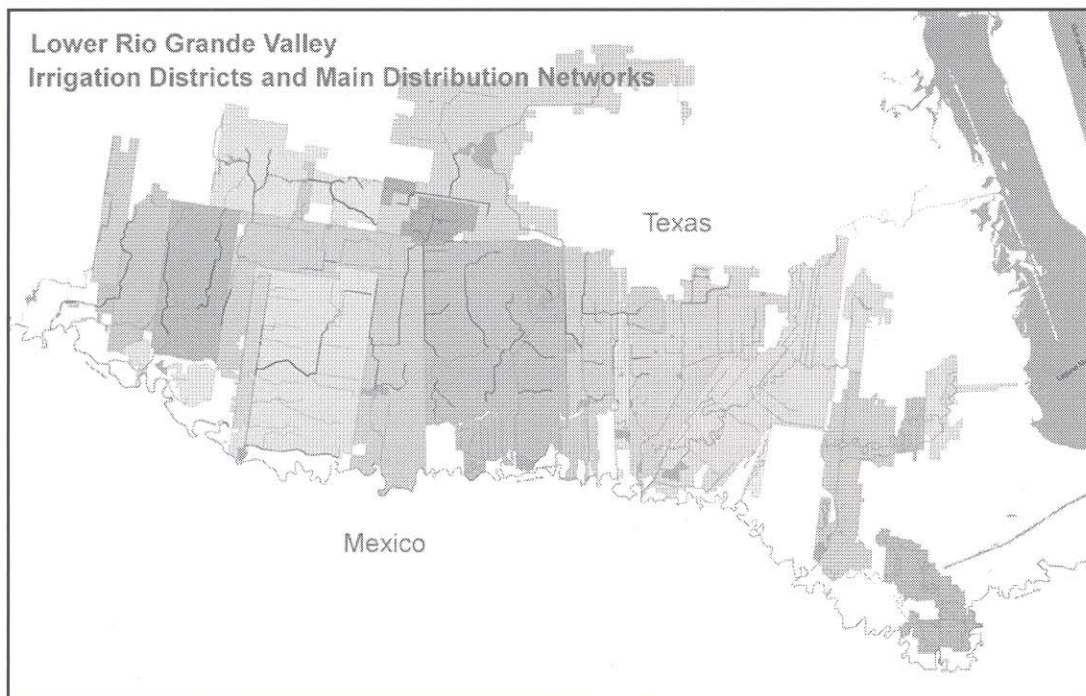 Lower Rio Grande Valley
Irrigation Districts and Main Distribution Networks
Texas
Mexico